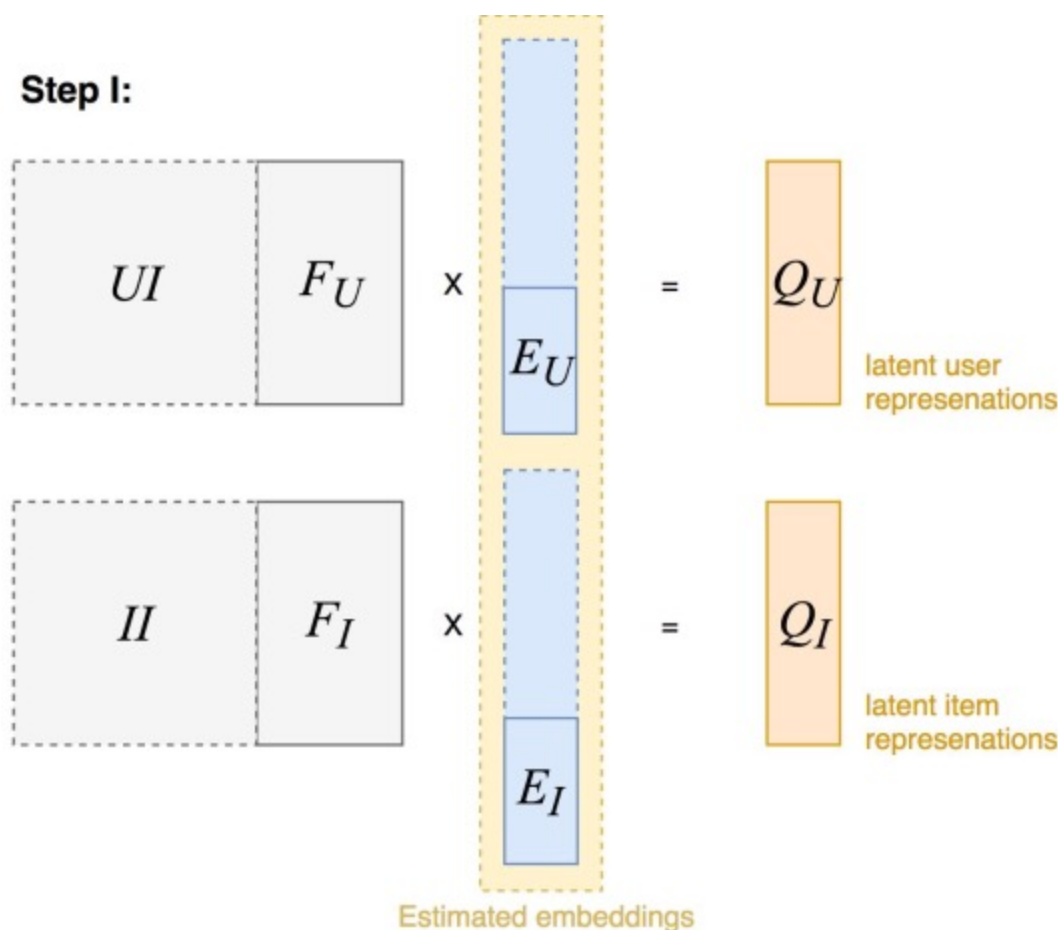 Step I:
UI F_U x E_U = Q_U
latent user
represenations
II F_I x E_I = Q_I
latent item
represenations
Estimated embeddings